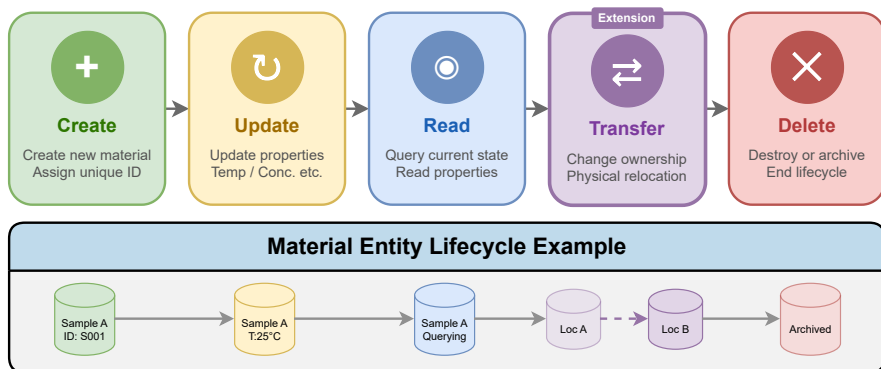 Extension
Create
Create new material
Assign unique ID
Update
Update properties
Temp / Conc. etc.
Read
Query current state
Read properties
Transfer
Change ownership
Physical relocation
Delete
Destroy or archive
End lifecycle
Material Entity Lifecycle Example
Sample A
ID: S001
Sample A
T:25°C
Sample A
Querying
Loc A
Loc B
Archived